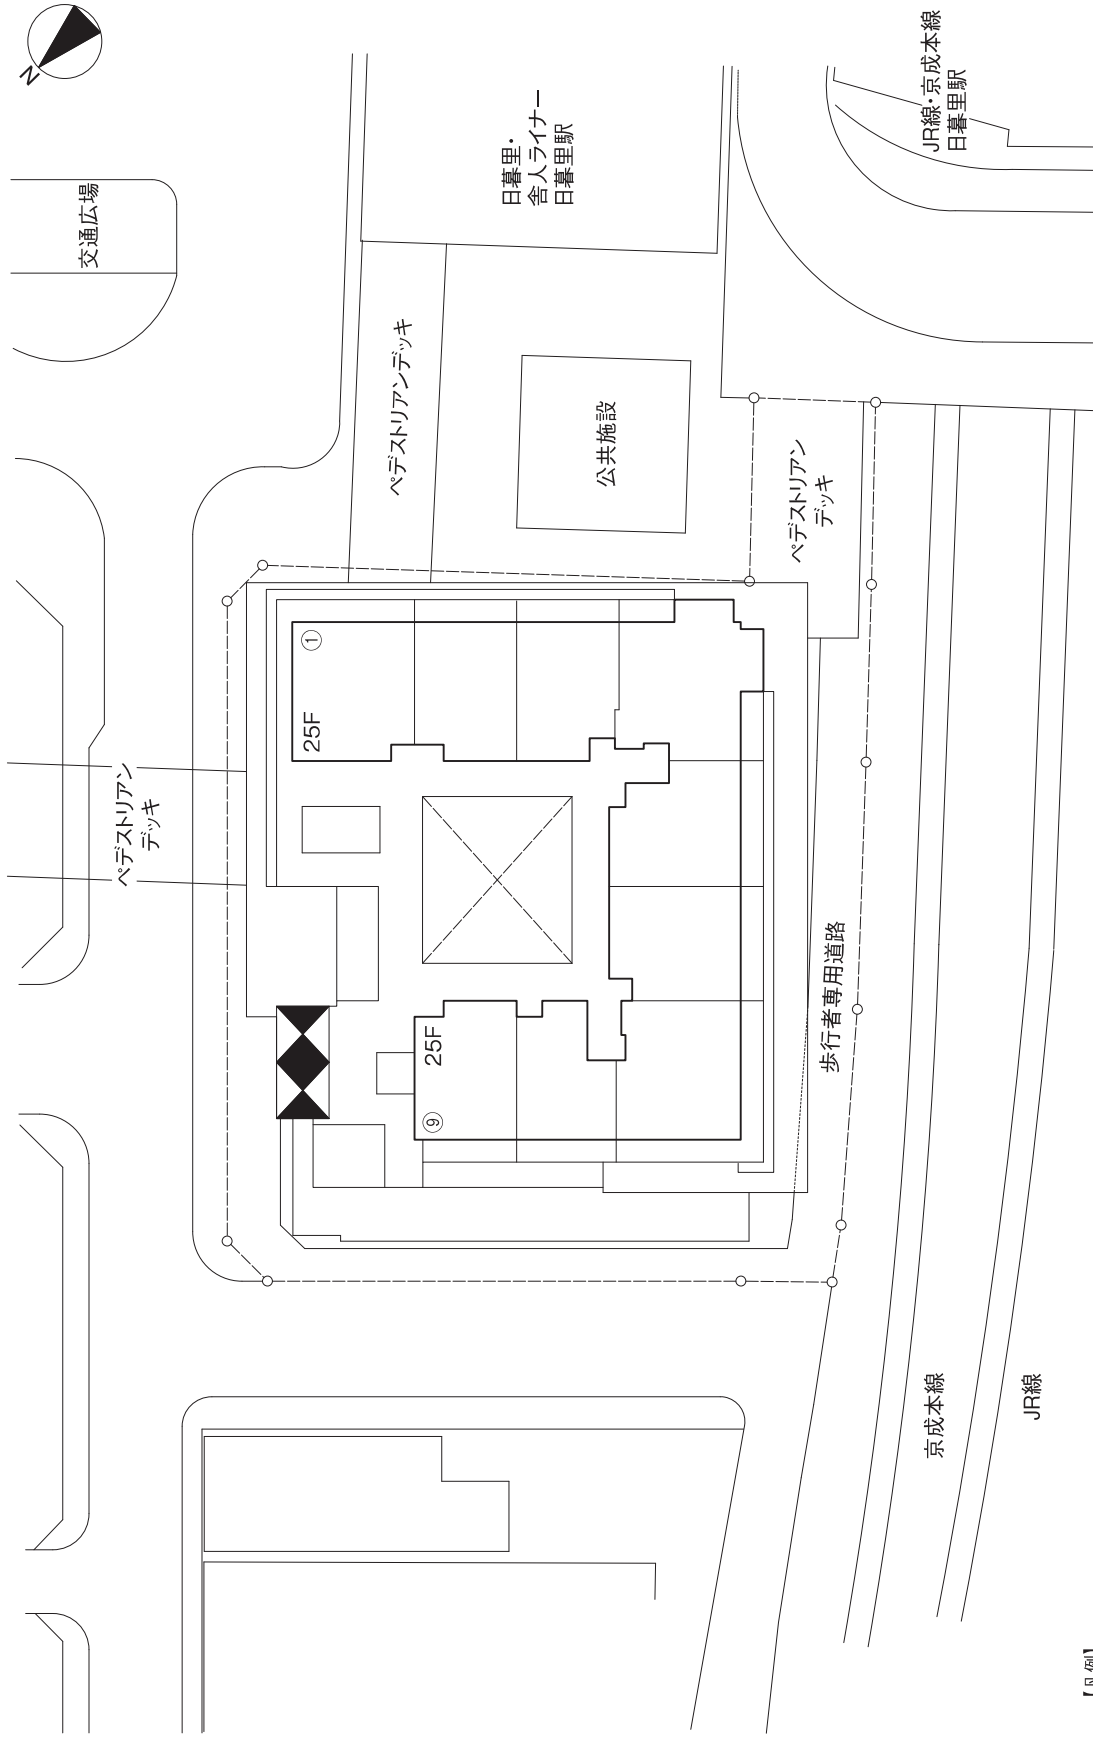 N
交通広場
日暮里・
舎人ライナー
日暮里駅
JR線・京成本線
日暮里駅
ペデストリアンデッキ
公共施設
ペデストリアン
デッキ
①
25F
ペデストリアン
デッキ
25F
⑨
歩行者専用道路
京成本線
JR線
【凡例】